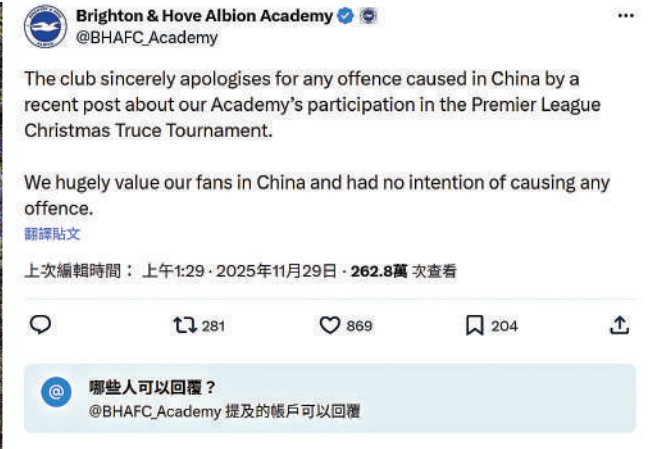 Brighton & Hove Albion Academy
@BHAFC_Academy
The club sincerely apologises for any offence caused in China by a
recent post about our Academy's participation in the Premier League
Christmas Truce Tournament.
We hugely value our fans in China and had no intention of causing any
offence.
翻譯貼文
上次編輯時間： 上午1:29 · 2025年11月29日 · 262.8萬 次查看
281 869 204
@ 哪些人可以回覆？
@BHAFC_Academy 提及的帳戶可以回覆